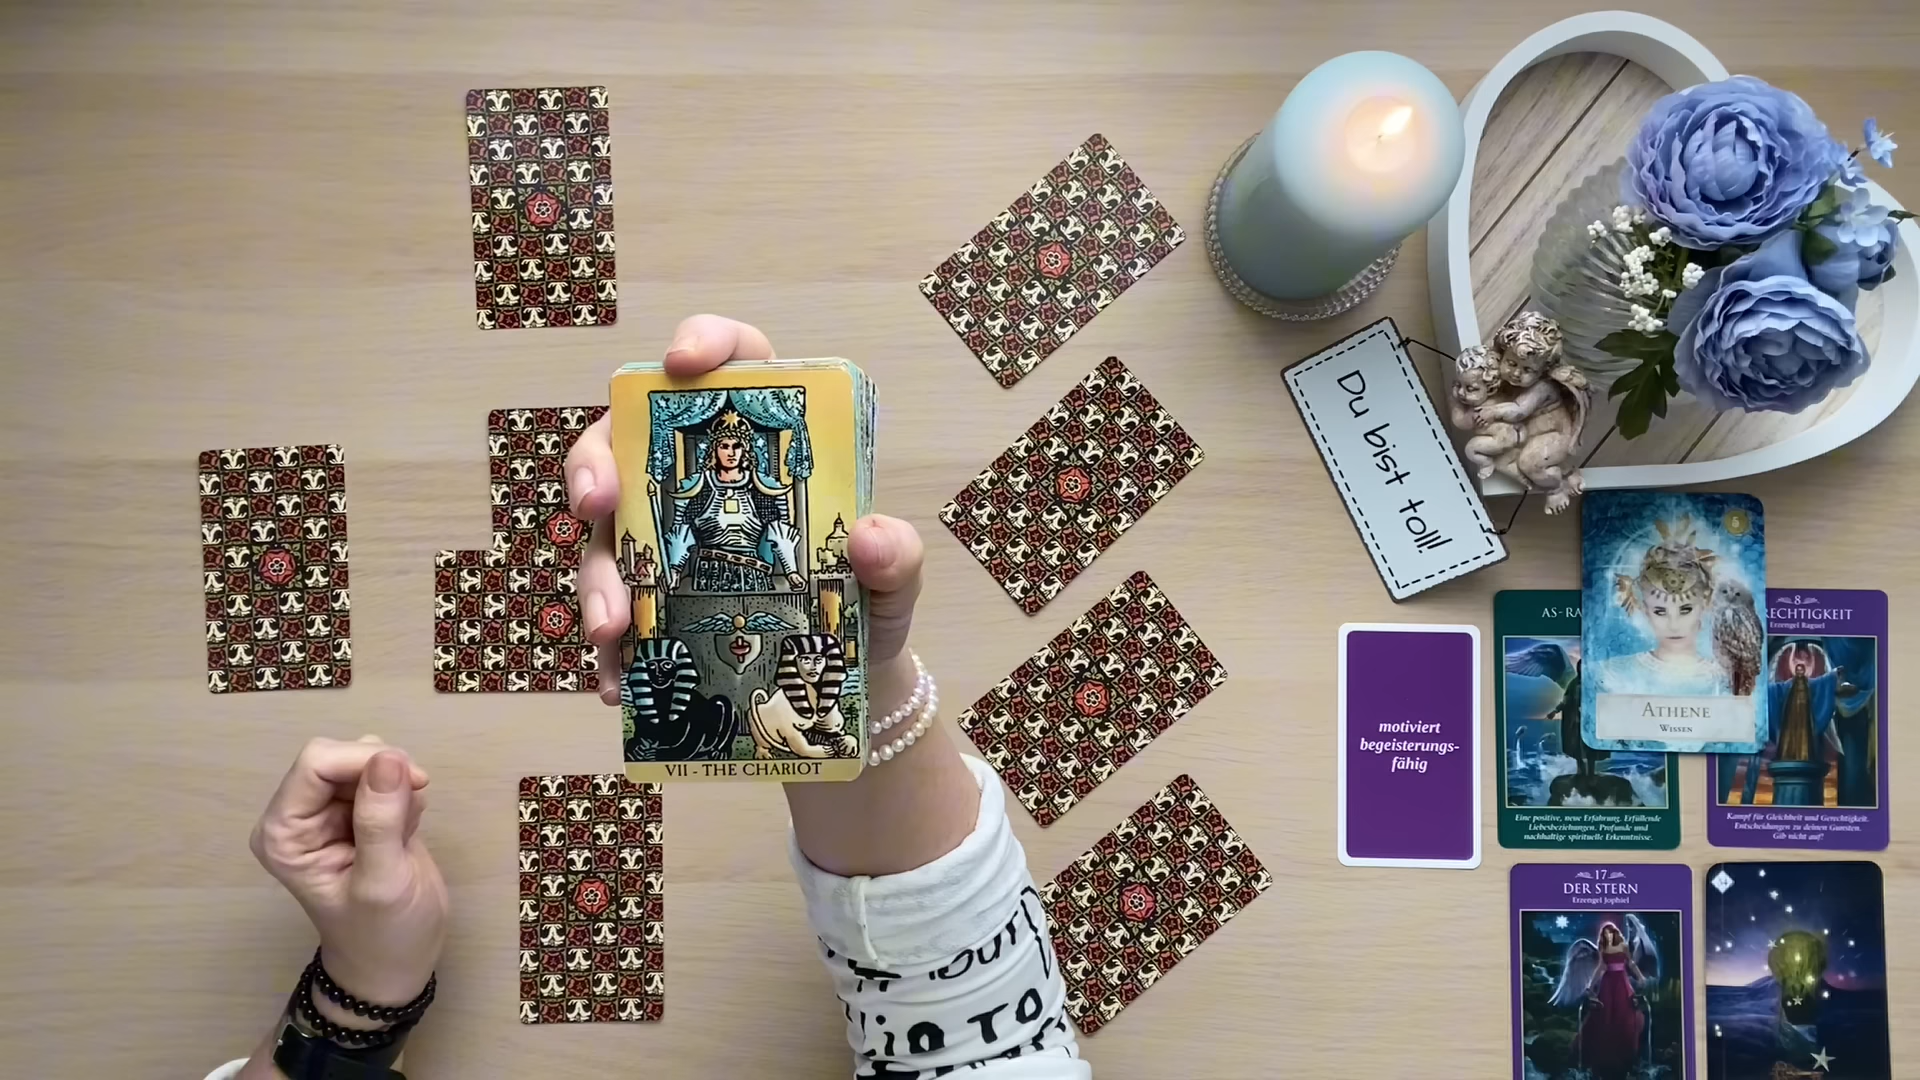 VII - THE CHARIOT
Du bist toll!
motiviert
begeisterungs-
fähig
AS-RA
5
ATHENE
WISSEN
8
RECHTIGKEIT
Erzengel Raguel
Eine positive, neue Erfahrung. Erfüllende
Liebesbeziehungen. Profunde und
nachhaltige spirituelle Erkenntnisse.
Kampf für Gleichheit und Gerechtigkeit.
Entscheidungen zu deinen Gunsten.
Gib nicht auf!
17
DER STERN
Erzengel Jophiel